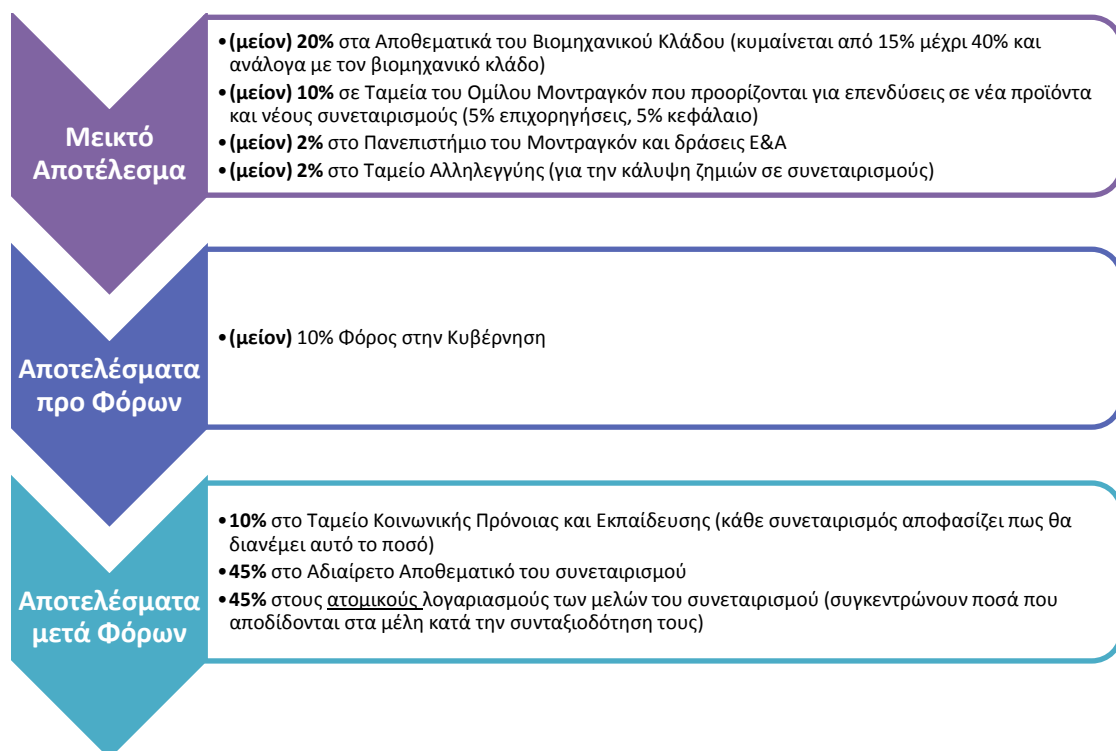 Μεικτό
Αποτέλεσμα
•(μείον) 20% στα Αποθεματικά του Βιομηχανικού Κλάδου (κυμαίνεται από 15% μέχρι 40% και
ανάλογα με τον βιομηχανικό κλάδο)
•(μείον) 10% σε Ταμεία του Ομίλου Μοντραγκόν που προορίζονται για επενδύσεις σε νέα προϊόντα
και νέους συνεταιρισμούς (5% επιχορηγήσεις, 5% κεφάλαιο)
•(μείον) 2% στο Πανεπιστήμιο του Μοντραγκόν και δράσεις Ε&Α
•(μείον) 2% στο Ταμείο Αλληλεγγύης (για την κάλυψη ζημιών σε συνεταιρισμούς)
Αποτελέσματα
προ Φόρων
•(μείον) 10% Φόρος στην Κυβέρνηση
Αποτελέσματα
μετά Φόρων
•10% στο Ταμείο Κοινωνικής Πρόνοιας και Εκπαίδευσης (κάθε συνεταιρισμός αποφασίζει πως θα
διανέμει αυτό το ποσό)
•45% στο Αδιαίρετο Αποθεματικό του συνεταιρισμού
•45% στους ατομικούς λογαριασμούς των μελών του συνεταιρισμού (συγκεντρώνουν ποσά που
αποδίδονται στα μέλη κατά την συνταξιοδότηση τους)